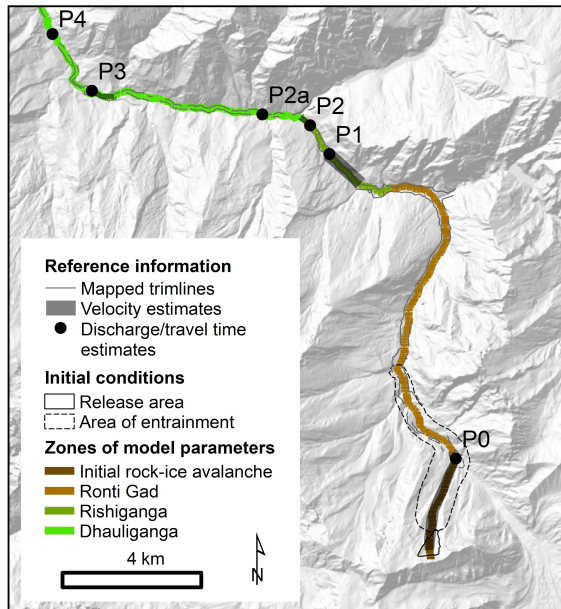 P4
P3
P2a
P2
P1
P0
Reference information
Mapped trimlines
Velocity estimates
Discharge/travel time
estimates
Initial conditions
Release area
Area of entrainment
Zones of model parameters
Initial rock-ice avalanche
Ronti Gad
Rishiganga
Dhauliganga
4 km
N